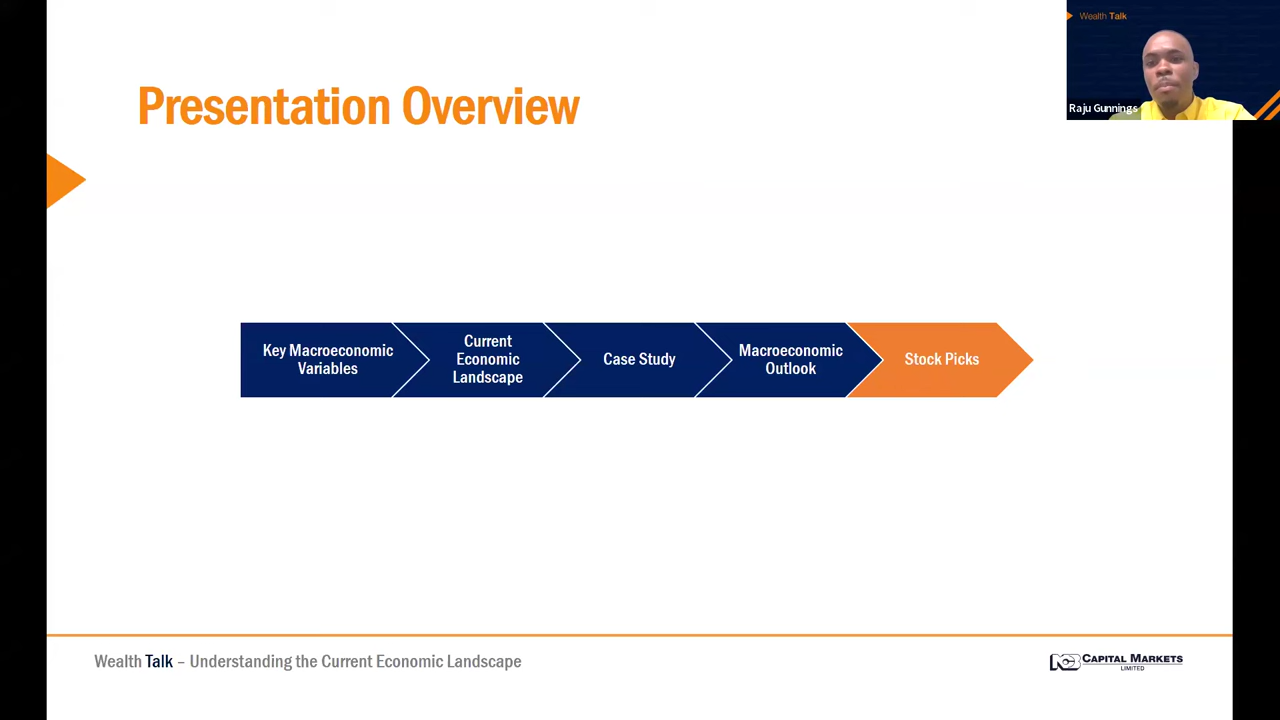 Wealth Talk
Raju Gunnings
Presentation Overview
Key Macroeconomic
Variables
Current
Economic
Landscape
Case Study
Macroeconomic
Outlook
Stock Picks
Wealth Talk – Understanding the Current Economic Landscape
NCB CAPITAL MARKETS
LIMITED